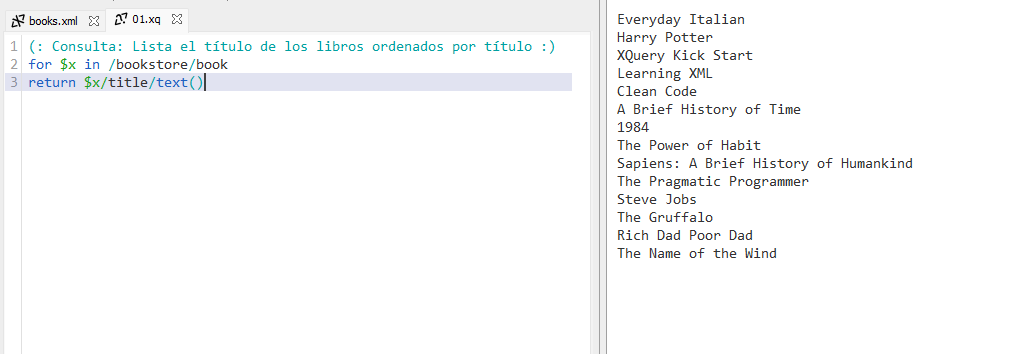 books.xml 01.xq
1 (: Consulta: Lista el título de los libros ordenados por título :)
2 for $x in /bookstore/book
3 return $x/title/text()
Everyday Italian
Harry Potter
XQuery Kick Start
Learning XML
Clean Code
A Brief History of Time
1984
The Power of Habit
Sapiens: A Brief History of Humankind
The Pragmatic Programmer
Steve Jobs
The Gruffalo
Rich Dad Poor Dad
The Name of the Wind